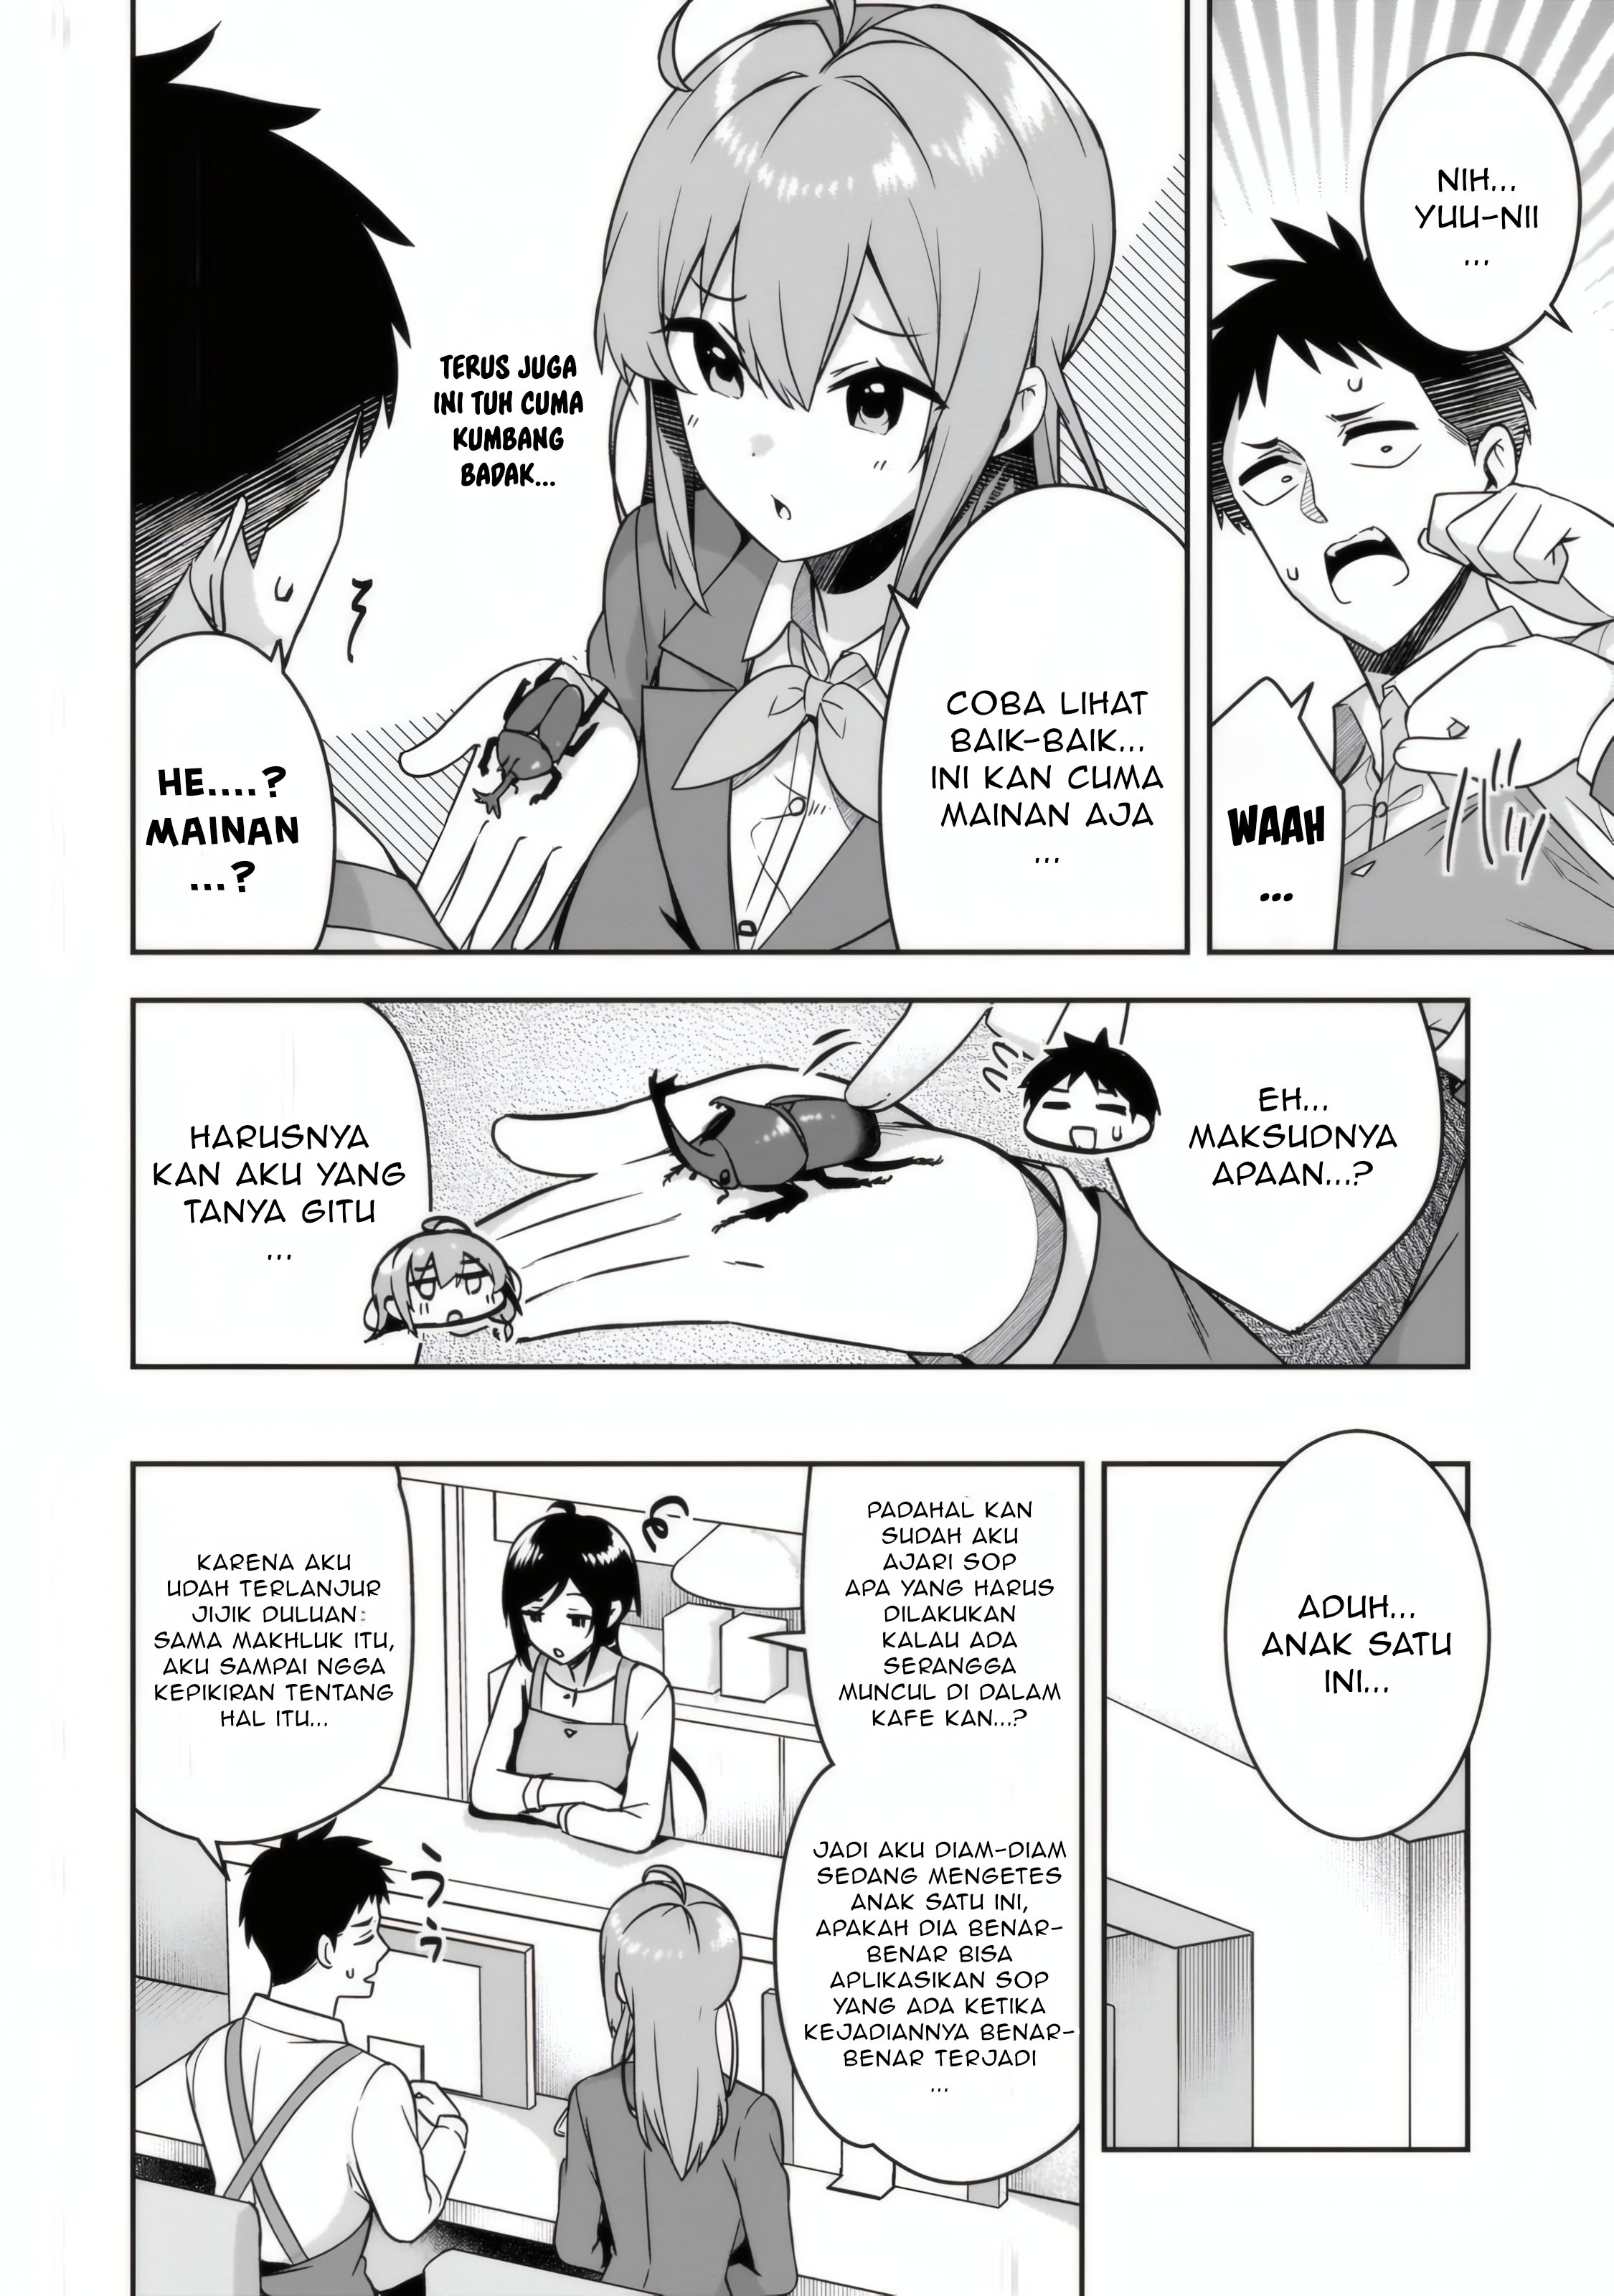 NIH...
YUU-NII
...
WAAH
...
COBA LIHAT
BAIK-BAIK...
INI KAN CUMA
MAINAN AJA
...
TERUS JUGA
INI TUH CUMA
KUMBANG
BADAK...
HE....?
MAINAN
...?
EH...
MAKSUDNYA
APAAN...?
HARUSNYA
KAN AKU YANG
TANYA GITU
...
ADUH...
ANAK SATU
INI...
PADAHAL KAN
SUDAH AKU
AJARI SOP
APA YANG HARUS
DILAKUKAN
KALAU ADA
SERANGGA
MUNCUL DI DALAM
KAFE KAN...?
JADI AKU DIAM-DIAM
SEDANG MENGETES
ANAK SATU INI,
APAKAH DIA BENAR-
BENAR BISA
APLIKASIKAN SOP
YANG ADA KETIKA
KEJADIANNYA BENAR-
BENAR TERJADI
...
KARENA AKU
UDAH TERLANJUR
JIJIK DULUAN
SAMA MAKHLUK ITU,
AKU SAMPAI NGGA
KEPIKIRAN TENTANG
HAL ITU...
うう